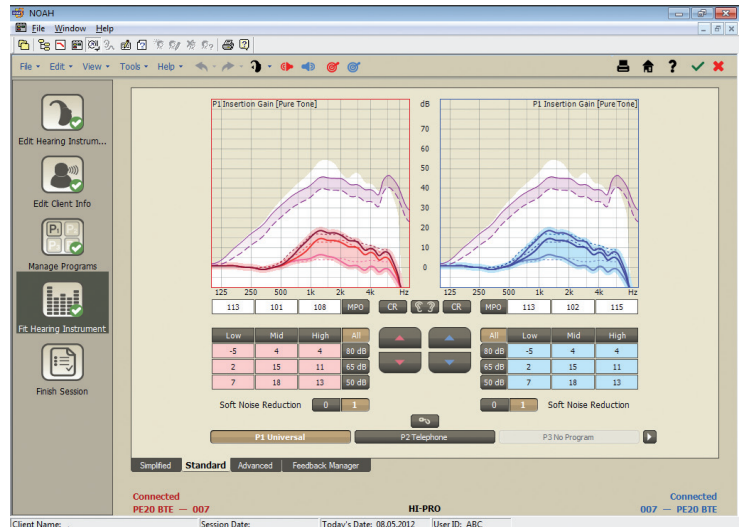 NOAH
File Window Help
File Edit View Tools Help
Edit Hearing Instrum...
Edit Client Info
P1 P2
P3
Manage Programs
Fit Hearing Instrument
Finish Session
P1 Insertion Gain [Pure Tone] dB P1 Insertion Gain [Pure Tone]
70
60
50
40
30
20
10
0
125 250 500 1k 2k 4k Hz 125 250 500 1k 2k 4k Hz
113 101 108 MPO CR CR MPO 113 102 115
Low Mid High All All Low Mid High
-5 4 4 80 dB 80 dB -5 4 4
2 15 11 65 dB 65 dB 2 15 11
7 18 13 50 dB 50 dB 7 18 13
Soft Noise Reduction 0 1 0 1 Soft Noise Reduction
P1 Universal P2 Telephone P3 No Program
Simplified Standard Advanced Feedback Manager
Connected Connected
PE20 BTE — 007 HI-PRO 007 — PE20 BTE
Client Name: Session Date: Today's Date: 08.05.2012 User ID: ABC